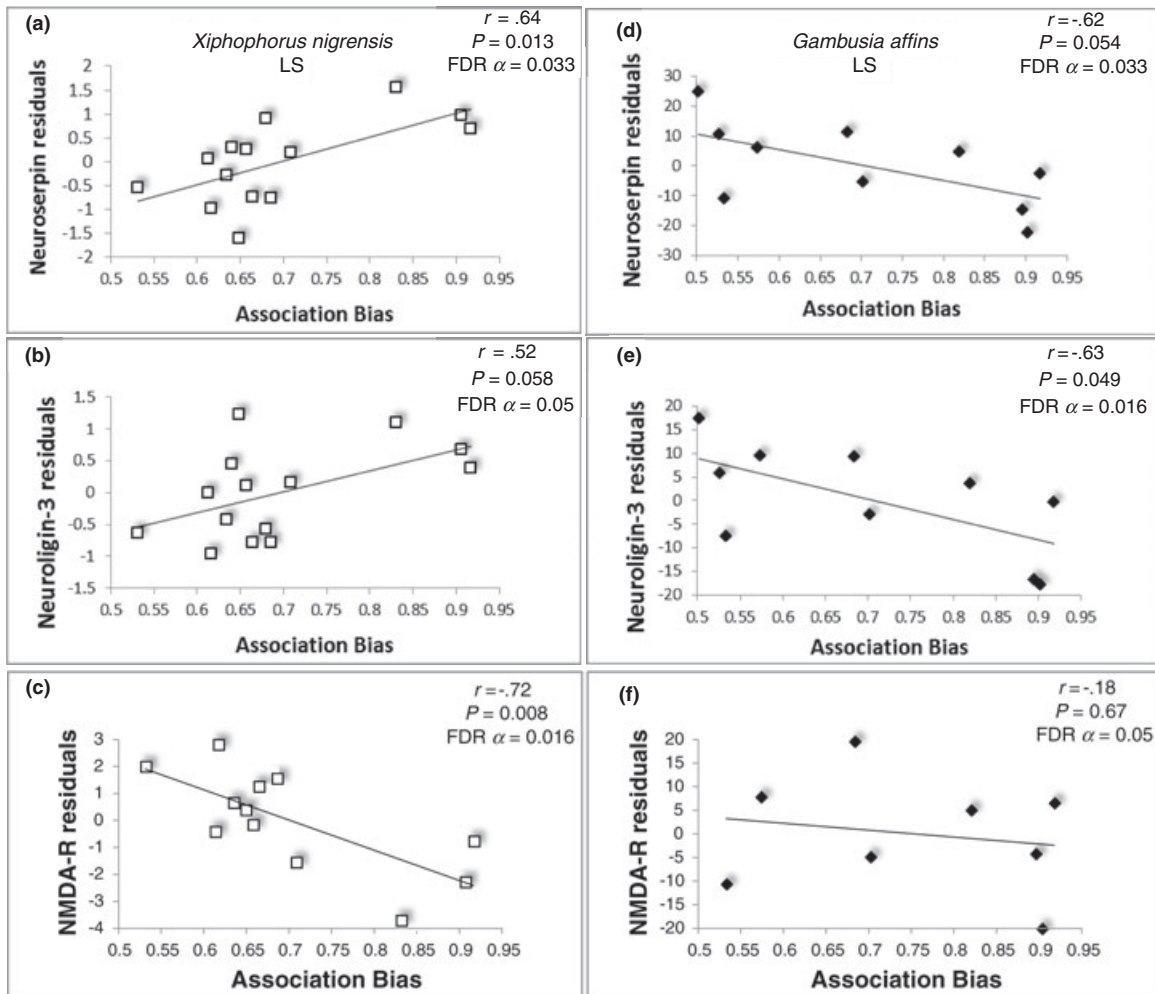 (a)
Xiphophorus nigrensis
LS
r = .64
P = 0.013
FDR α = 0.033
Neuroserpin residuals
2
1.5
1
0.5
0
-0.5
-1
-1.5
-2
0.5 0.55 0.6 0.65 0.7 0.75 0.8 0.85 0.9 0.95
Association Bias
(d)
Gambusia affins
LS
r=-.62
P = 0.054
FDR α = 0.033
Neuroserpin residuals
30
20
10
0
-10
-20
-30
0.5 0.55 0.6 0.65 0.7 0.75 0.8 0.85 0.9 0.95
Association Bias
(b)
r = .52
P = 0.058
FDR α = 0.05
Neuroligin-3 residuals
1.5
1
0.5
0
-0.5
-1
-1.5
0.5 0.55 0.6 0.65 0.7 0.75 0.8 0.85 0.9 0.95
Association Bias
(e)
r=-.63
P = 0.049
FDR α = 0.016
Neuroligin-3 residuals
20
15
10
5
0
-5
-10
-15
-20
0.5 0.55 0.6 0.65 0.7 0.75 0.8 0.85 0.9 0.95
Association Bias
(c)
r=-.72
P = 0.008
FDR α = 0.016
NMDA-R residuals
3
2
1
0
-1
-2
-3
-4
0.5 0.55 0.6 0.65 0.7 0.75 0.8 0.85 0.9 0.95
Association Bias
(f)
r=-.18
P = 0.67
FDR α = 0.05
NMDA-R residuals
20
15
10
5
0
-5
-10
-15
-20
0.5 0.55 0.6 0.65 0.7 0.75 0.8 0.85 0.9 0.95
Association Bias